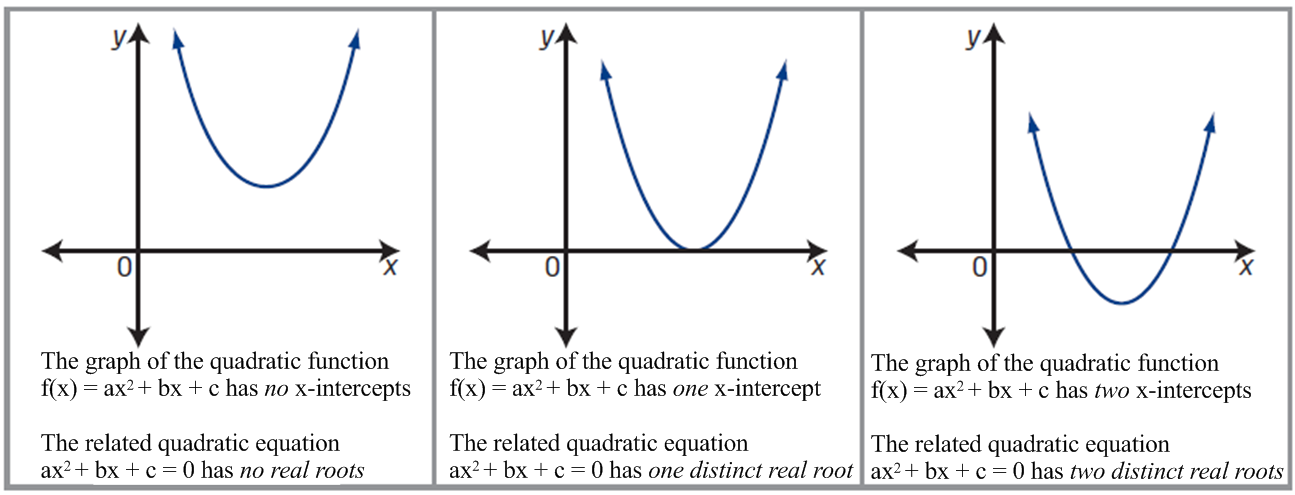 y
0
x
The graph of the quadratic function
f(x) = ax² + bx + c has no x-intercepts
The related quadratic equation
ax² + bx + c = 0 has no real roots
y
0
x
The graph of the quadratic function
f(x) = ax² + bx + c has one x-intercept
The related quadratic equation
ax² + bx + c = 0 has one distinct real root
y
0
x
The graph of the quadratic function
f(x) = ax² + bx + c has two x-intercepts
The related quadratic equation
ax² + bx + c = 0 has two distinct real roots